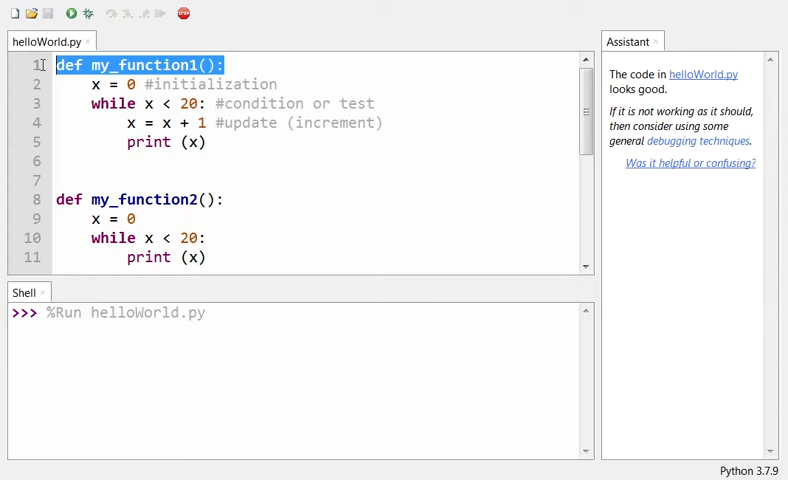 helloWorld.py
1 def my_function1():
2 x = 0 #initialization
3 while x < 20: #condition or test
4 x = x + 1 #update (increment)
5 print (x)
6
7
8 def my_function2():
9 x = 0
10 while x < 20:
11 print (x)
Shell
>>> %Run helloWorld.py
Assistant
The code in helloWorld.py
looks good.
If it is not working as it should,
then consider using some
general debugging techniques.
Was it helpful or confusing?
STOP
Python 3.7.9